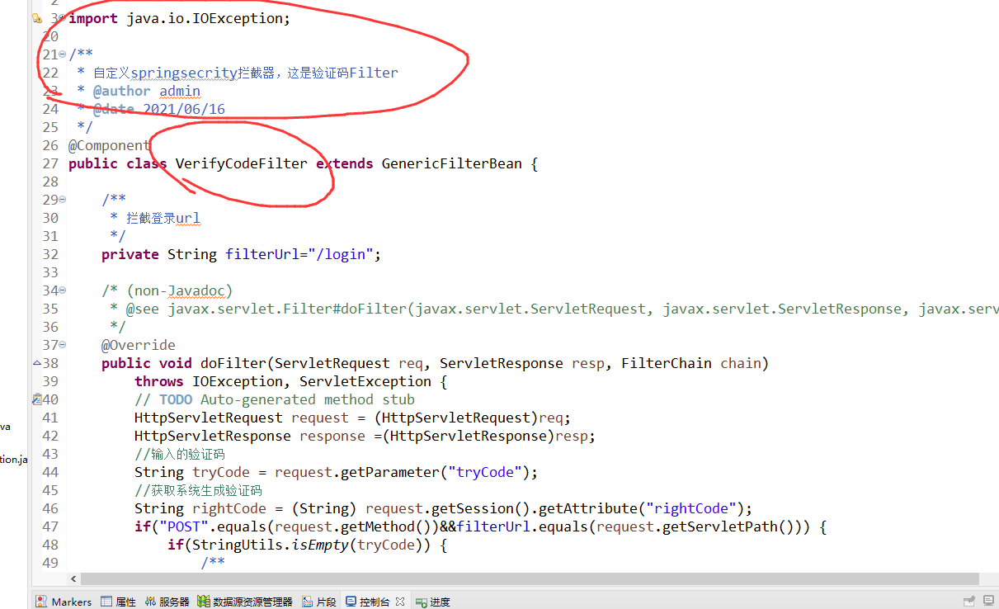 2
3 import java.io.IOException;
20
21 /**
22 * 自定义springsecrity拦截器，这是验证码Filter
23 * @author admin
24 * @date 2021/06/16
25 */
26 @Component
27 public class VerifyCodeFilter extends GenericFilterBean {
28
29 /**
30 * 拦截登录url
31 */
32 private String filterUrl="/login";
33
34 /* (non-Javadoc)
35 * @see javax.servlet.Filter#doFilter(javax.servlet.ServletRequest, javax.servlet.ServletResponse, javax.serv
36 */
37 @Override
38 public void doFilter(ServletRequest req, ServletResponse resp, FilterChain chain)
39 throws IOException, ServletException {
40 // TODO Auto-generated method stub
41 HttpServletRequest request = (HttpServletRequest)req;
42 HttpServletResponse response =(HttpServletResponse)resp;
43 //输入的验证码
44 String tryCode = request.getParameter("tryCode");
45 //获取系统生成验证码
46 String rightCode = (String) request.getSession().getAttribute("rightCode");
47 if("POST".equals(request.getMethod())&&filterUrl.equals(request.getServletPath())) {
48 if(StringUtils.isEmpty(tryCode)) {
49 /**
va
tion.ja
Markers 属性 服务器 数据源资源管理器 片段 控制台 进度